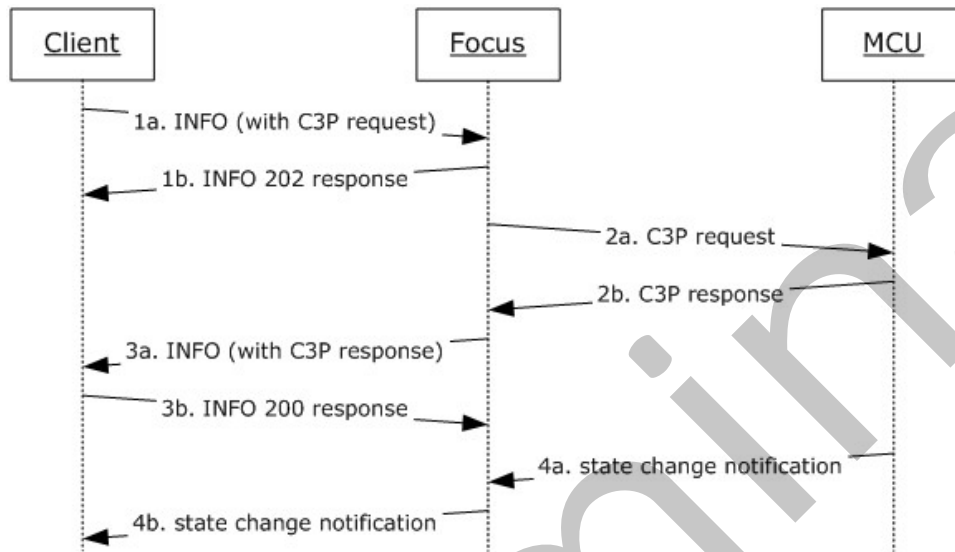 Client
Focus
MCU
1a. INFO (with C3P request)
1b. INFO 202 response
2a. C3P request
2b. C3P response
3a. INFO (with C3P response)
3b. INFO 200 response
4a. state change notification
4b. state change notification